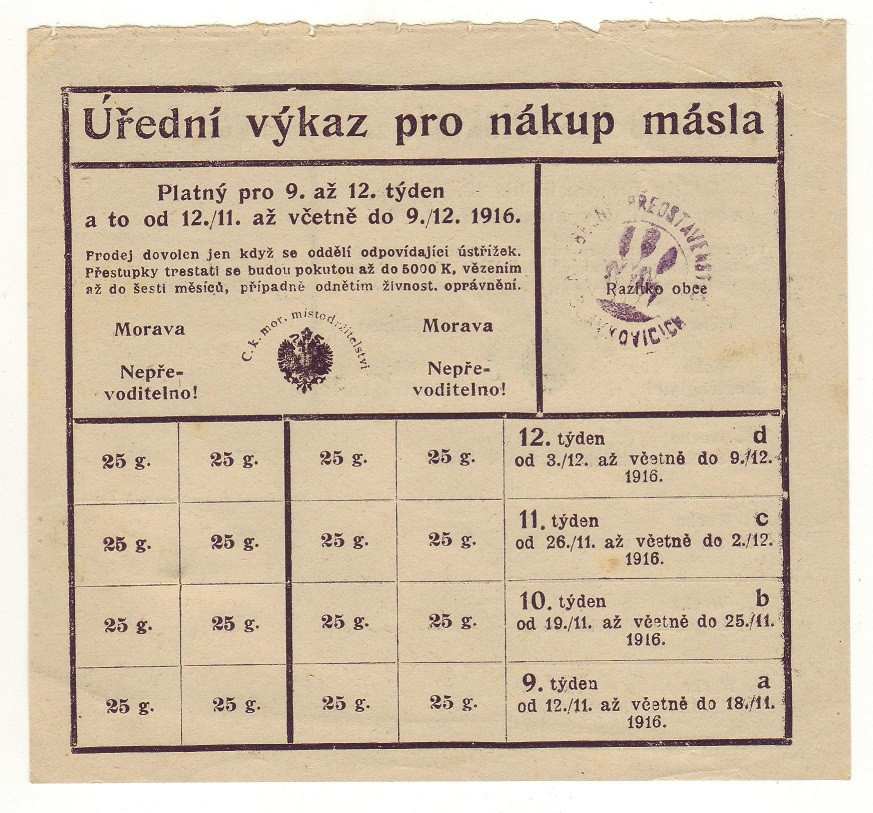 Úřední výkaz pro nákup másla
Platný pro 9. až 12. týden
a to od 12./11. až včetně do 9./12. 1916.
Prodej dovolen jen když se oddělí odpovídající ústřižek.
Přestupky trestati se budou pokutou až do 5000 K, vězením
až do šesti měsíců, případně odnětím živnost. oprávnění.
Morava
C. k. mor. místodržitelství
Morava
Nepře-
voditelno!
Nepře-
voditelno!
PŘEDSTAVENST
Razítko obce
25 g. 25 g. 25 g. 25 g.
12. týden d
od 3./12. až včetně do 9./12.
1916.
25 g. 25 g. 25 g. 25 g.
11. týden c
od 26./11. až včetně do 2./12.
1916.
25 g. 25 g. 25 g. 25 g.
10. týden b
od 19./11. až včetně do 25./11.
1916.
25 g. 25 g. 25 g. 25 g.
9. týden a
od 12./11. až včetně do 18./11.
1916.